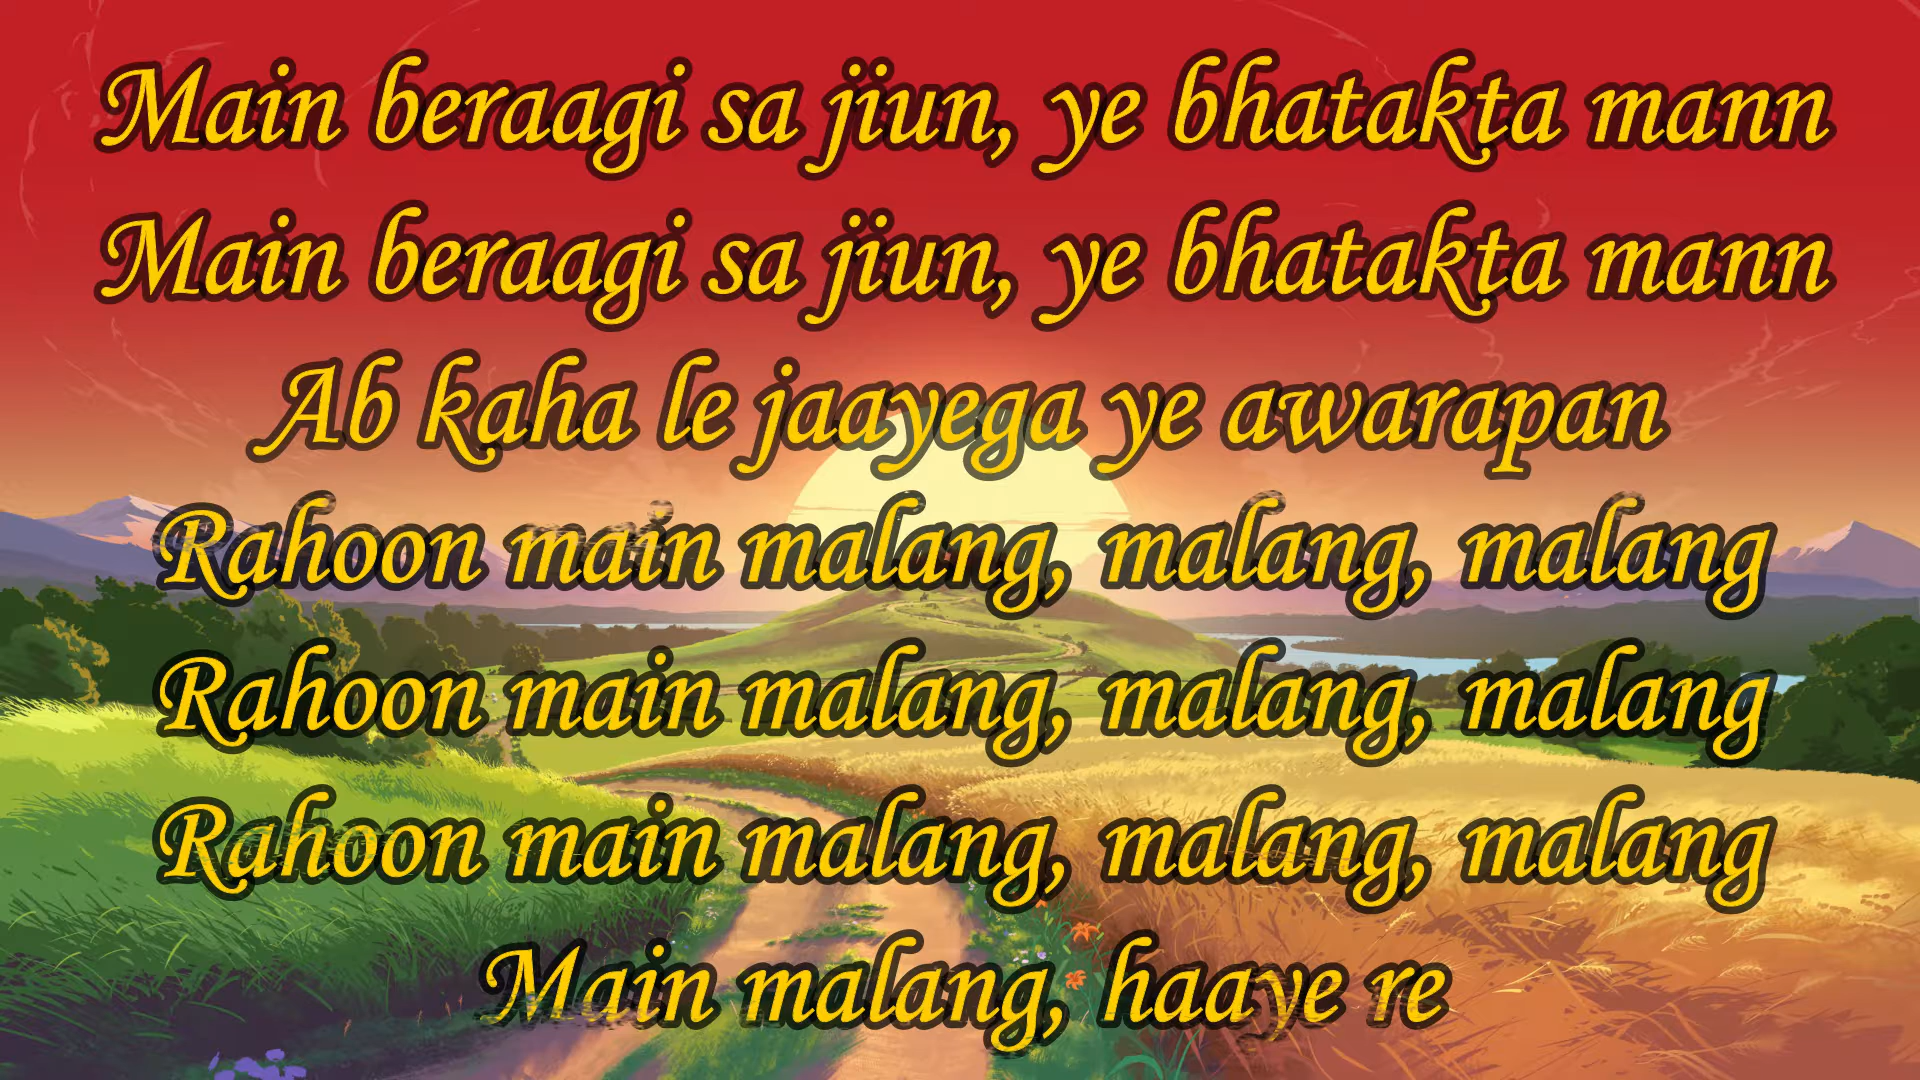 Main beraagi sa jiun, ye bhatakta mann
Main beraagi sa jiun, ye bhatakta mann
Ab kaha le jaayega ye awarapan
Rahoon main malang, malang, malang
Rahoon main malang, malang, malang
Rahoon main malang, malang, malang
Main malang, haaye re